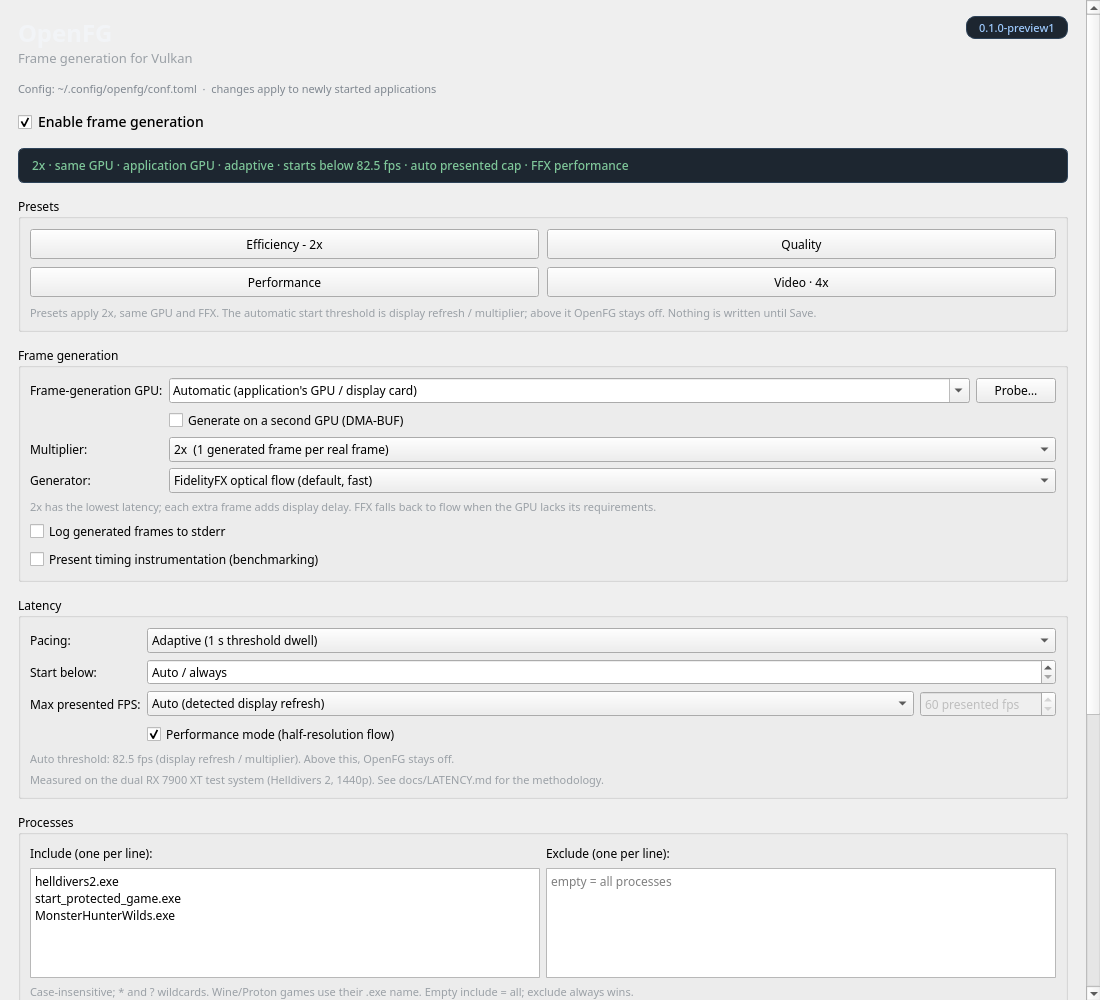 OpenFG
0.1.0-preview1
Frame generation for Vulkan
Config: ~/.config/openfg/conf.toml · changes apply to newly started applications
Enable frame generation
2x · same GPU · application GPU · adaptive · starts below 82.5 fps · auto presented cap · FFX performance
Presets
Efficiency - 2x
Quality
Performance
Video · 4x
Presets apply 2x, same GPU and FFX. The automatic start threshold is display refresh / multiplier; above it OpenFG stays off. Nothing is written until Save.
Frame generation
Frame-generation GPU:
Automatic (application's GPU / display card)
Probe...
Generate on a second GPU (DMA-BUF)
Multiplier:
2x (1 generated frame per real frame)
Generator:
FidelityFX optical flow (default, fast)
2x has the lowest latency; each extra frame adds display delay. FFX falls back to flow when the GPU lacks its requirements.
Log generated frames to stderr
Present timing instrumentation (benchmarking)
Latency
Pacing:
Adaptive (1 s threshold dwell)
Start below:
Auto / always
Max presented FPS:
Auto (detected display refresh)
60 presented fps
Performance mode (half-resolution flow)
Auto threshold: 82.5 fps (display refresh / multiplier). Above this, OpenFG stays off.
Measured on the dual RX 7900 XT test system (Helldivers 2, 1440p). See docs/LATENCY.md for the methodology.
Processes
Include (one per line):
Exclude (one per line):
helldivers2.exe
start_protected_game.exe
MonsterHunterWilds.exe
empty = all processes
Case-insensitive; * and ? wildcards. Wine/Proton games use their .exe name. Empty include = all; exclude always wins.